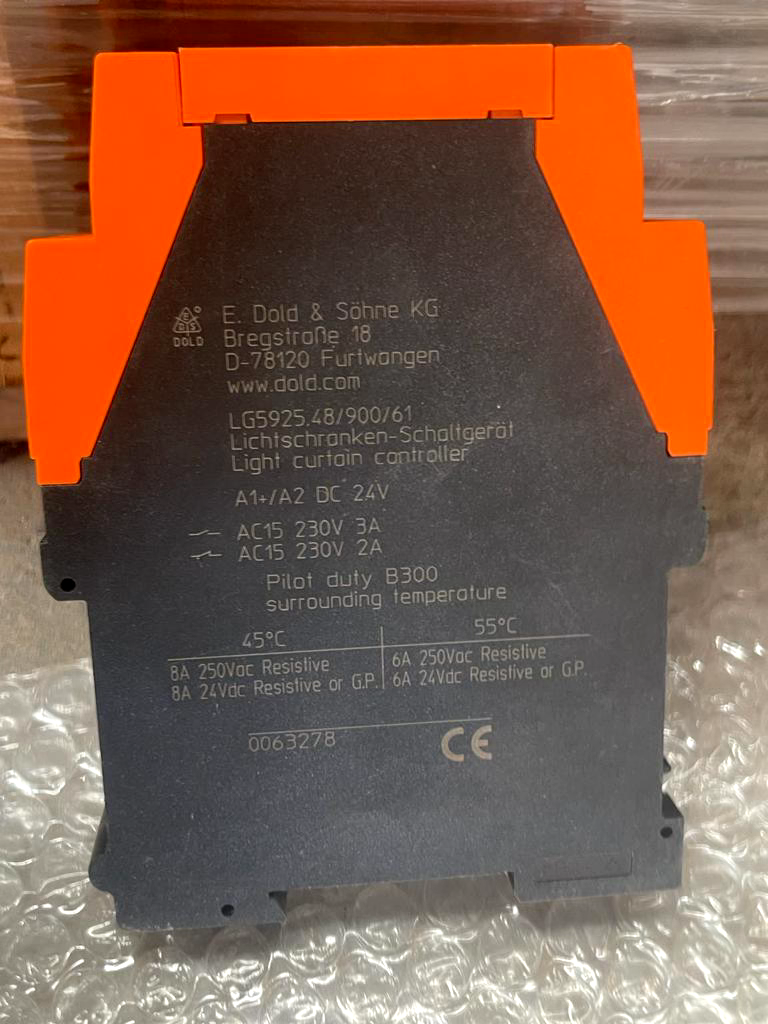 E. Dold & Söhne KG
DOLD
Bregstraße 18
D-78120 Furtwangen
www.dold.com
LG5925.48/900/61
Lichtschranken-Schaltgerät
Light curtain controller
A1+/A2 DC 24V
AC15 230V 3A
AC15 230V 2A
Pilot duty B300
surrounding temperature
45°C 55°C
8A 250Vac Resistive 6A 250Vac Resistive
8A 24Vdc Resistive or G.P. 6A 24Vdc Resistive or G.P.
0063278 CE